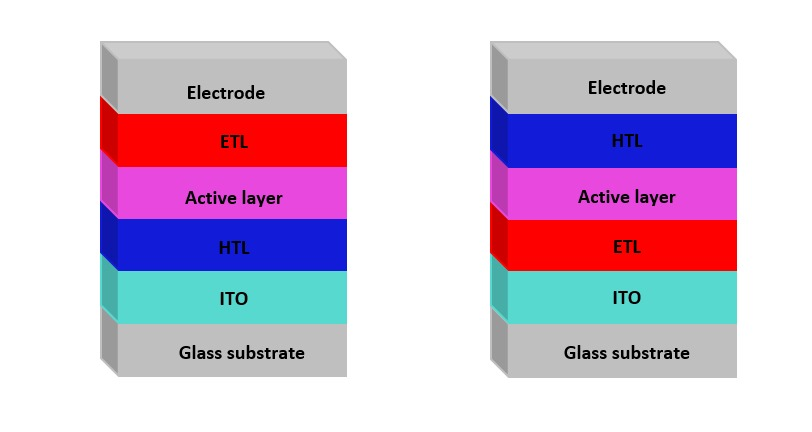 Electrode
ETL
Active layer
HTL
ITO
Glass substrate
Electrode
HTL
Active layer
ETL
ITO
Glass substrate